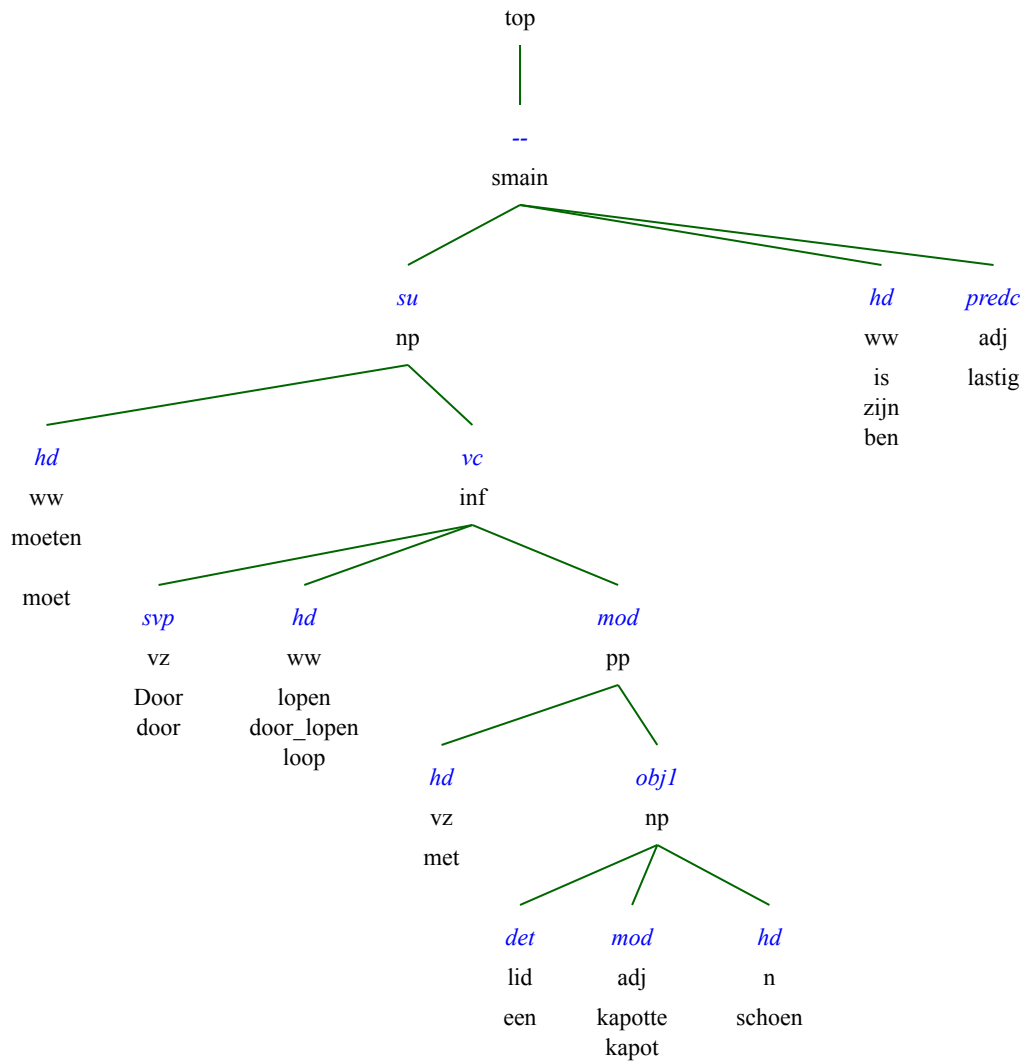 top
--
smain
su hd predc
np ww adj
is lastig
zijn
ben
hd vc
ww inf
moeten
moet
svp hd mod
vz ww pp
Door lopen
door door_lopen
loop
hd obj1
vz np
met
det mod hd
lid adj n
een kapotte schoen
kapot